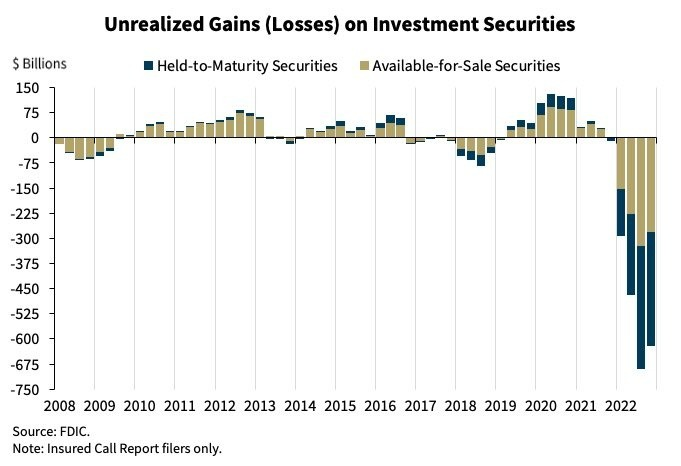 Unrealized Gains (Losses) on Investment Securities
$ Billions
Held-to-Maturity Securities Available-for-Sale Securities
150
75
0
-75
-150
-225
-300
-375
-450
-525
-600
-675
-750
2008 2009 2010 2011 2012 2013 2014 2015 2016 2017 2018 2019 2020 2021 2022
Source: FDIC.
Note: Insured Call Report filers only.